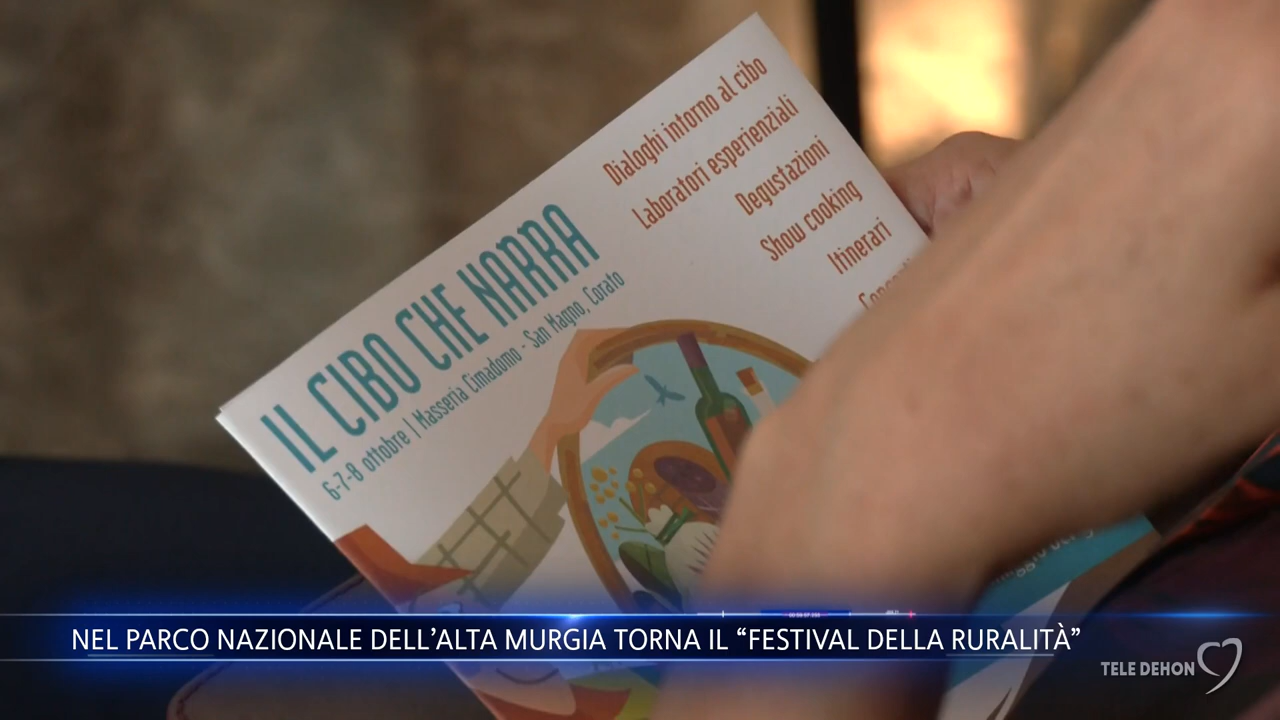 Dialoghi intorno al cibo
Laboratori esperienziali
Degustazioni
Show cooking
Itinerari
IL CIBO CHE NARRA
6-7-8 ottobre | Masseria Cimadomo - San Magno, Corato
NEL PARCO NAZIONALE DELL’ALTA MURGIA TORNA IL “FESTIVAL DELLA RURALITÀ”
TELE DEHON